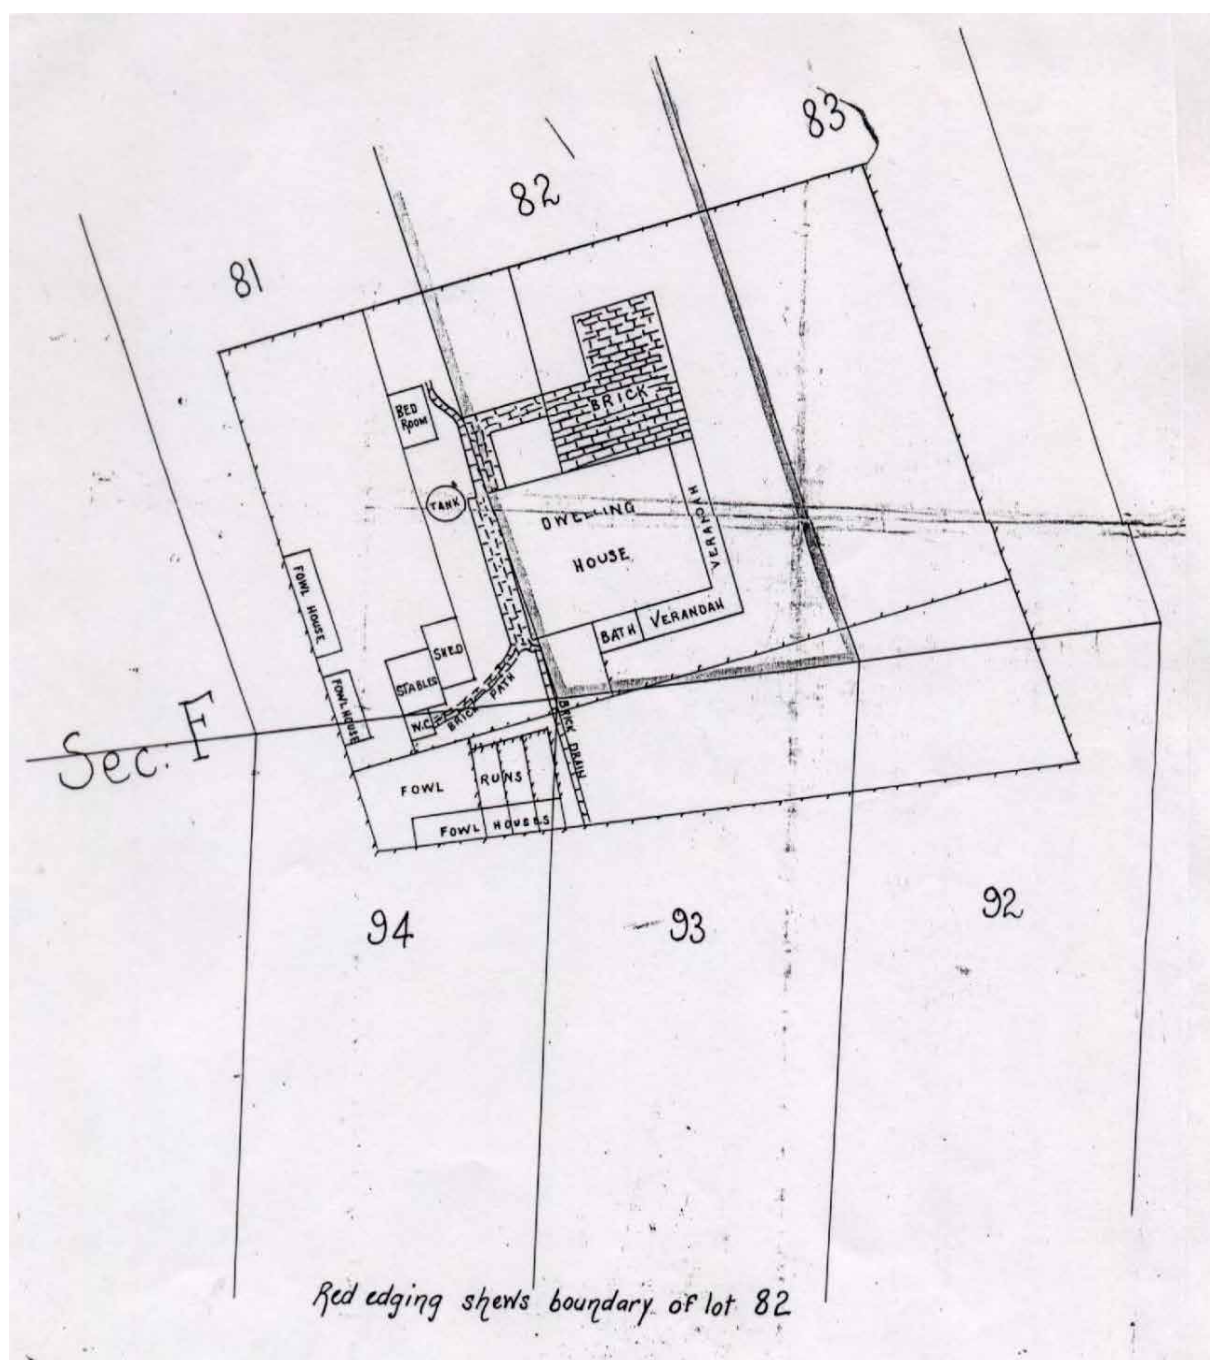 83
82
81
BED
ROOM
BRICK
TANK
DWELLING
HOUSE
VERANDAH
FOWL HOUSE
BATH
VERANDAH
SHED
STABLES
FOWL HOUSE
W.C.
BRICK PATH
BRICK DRAIN
Sec. F
FOWL RUNS
FOWL HOUSES
94
93
92
Red edging shews boundary of lot 82